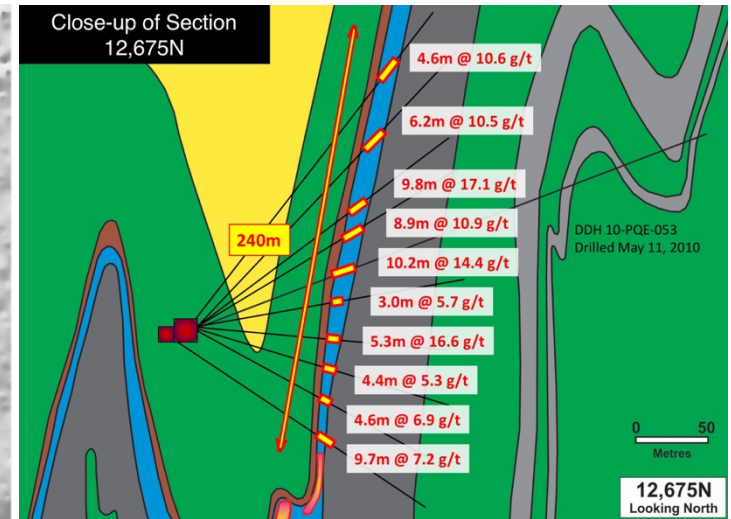 Close-up of Section
12,675N
4.6m @ 10.6 g/t
6.2m @ 10.5 g/t
9.8m @ 17.1 g/t
8.9m @ 10.9 g/t
240m
DDH 10-PQE-053
Drilled May 11, 2010
10.2m @ 14.4 g/t
3.0m @ 5.7 g/t
5.3m @ 16.6 g/t
4.4m @ 5.3 g/t
4.6m @ 6.9 g/t
9.7m @ 7.2 g/t
0 50
Metres
12,675N
Looking North